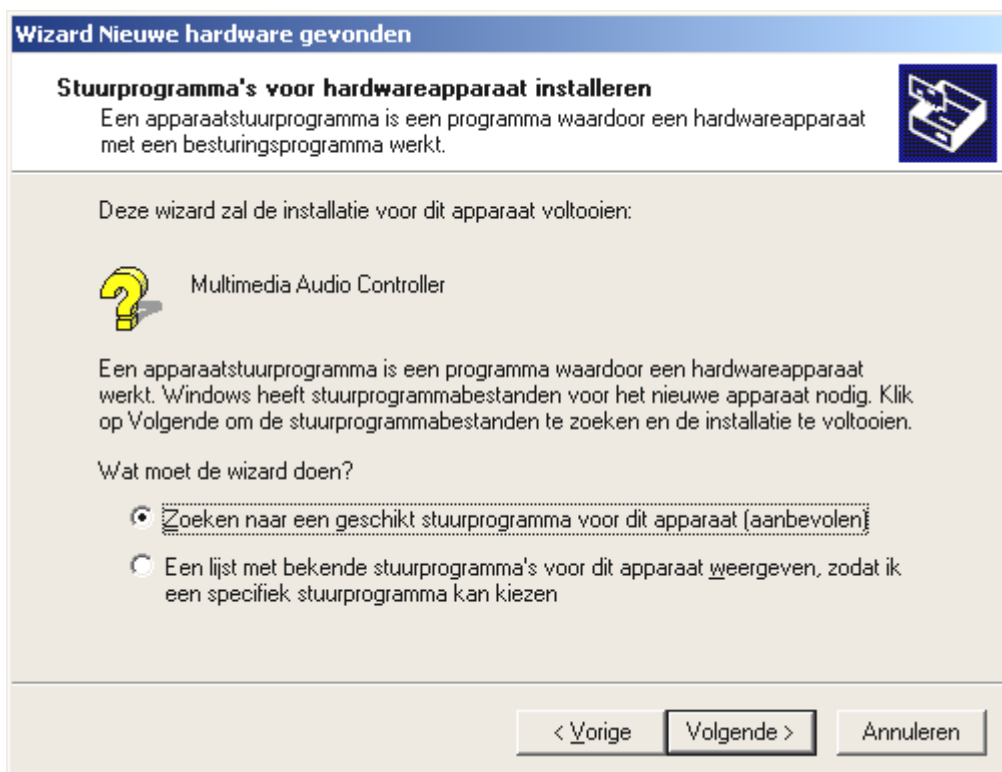 Wizard Nieuwe hardware gevonden
Stuurprogramma's voor hardwareapparaat installeren
Een apparaatstuurprogramma is een programma waardoor een hardwareapparaat
met een besturingsprogramma werkt.
Deze wizard zal de installatie voor dit apparaat voltooien:
Multimedia Audio Controller
Een apparaatstuurprogramma is een programma waardoor een hardwareapparaat
werkt. Windows heeft stuurprogrammabestanden voor het nieuwe apparaat nodig. Klik
op Volgende om de stuurprogrammabestanden te zoeken en de installatie te voltooien.
Wat moet de wizard doen?
Zoeken naar een geschikt stuurprogramma voor dit apparaat (aanbevolen)
Een lijst met bekende stuurprogramma's voor dit apparaat weergeven, zodat ik
een specifiek stuurprogramma kan kiezen
< Vorige
Volgende >
Annuleren